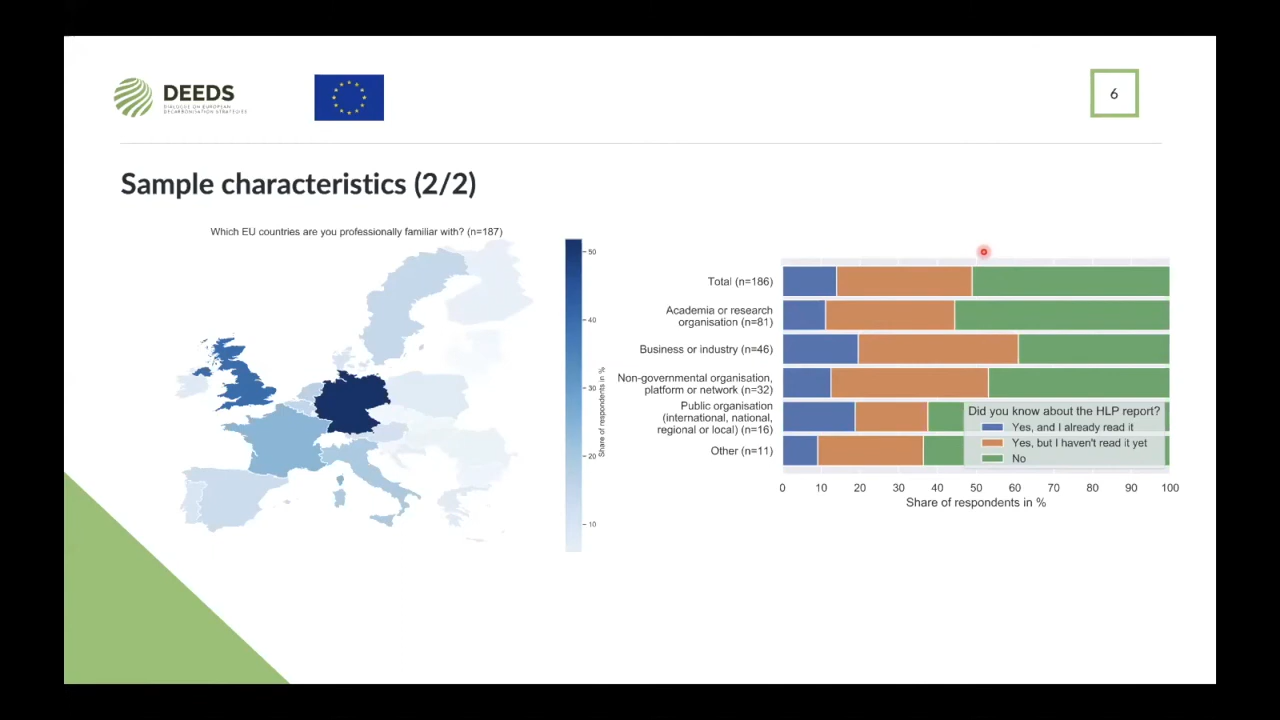 DEEDS
DIALOGUE ON EUROPEAN
DECARBONISATION STRATEGIES
6
Sample characteristics (2/2)
Which EU countries are you professionally familiar with? (n=187)
50
40
30
20
10
Share of respondents in %
Total (n=186)
Academia or research
organisation (n=81)
Business or industry (n=46)
Non-governmental organisation,
platform or network (n=32)
Public organisation
(international, national,
regional or local) (n=16)
Other (n=11)
Did you know about the HLP report?
Yes, and I already read it
Yes, but I haven't read it yet
No
0 10 20 30 40 50 60 70 80 90 100
Share of respondents in %